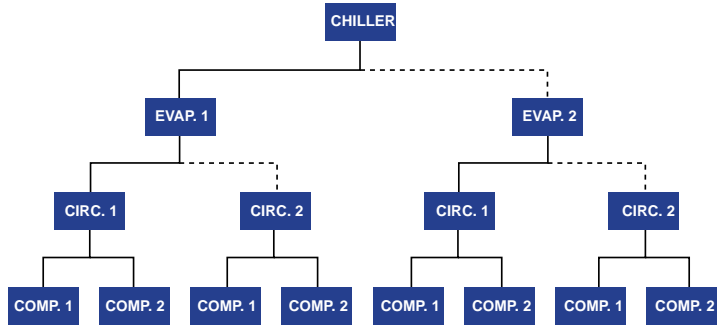 CHILLER
EVAP. 1
EVAP. 2
CIRC. 1
CIRC. 2
CIRC. 1
CIRC. 2
COMP. 1
COMP. 2
COMP. 1
COMP. 2
COMP. 1
COMP. 2
COMP. 1
COMP. 2